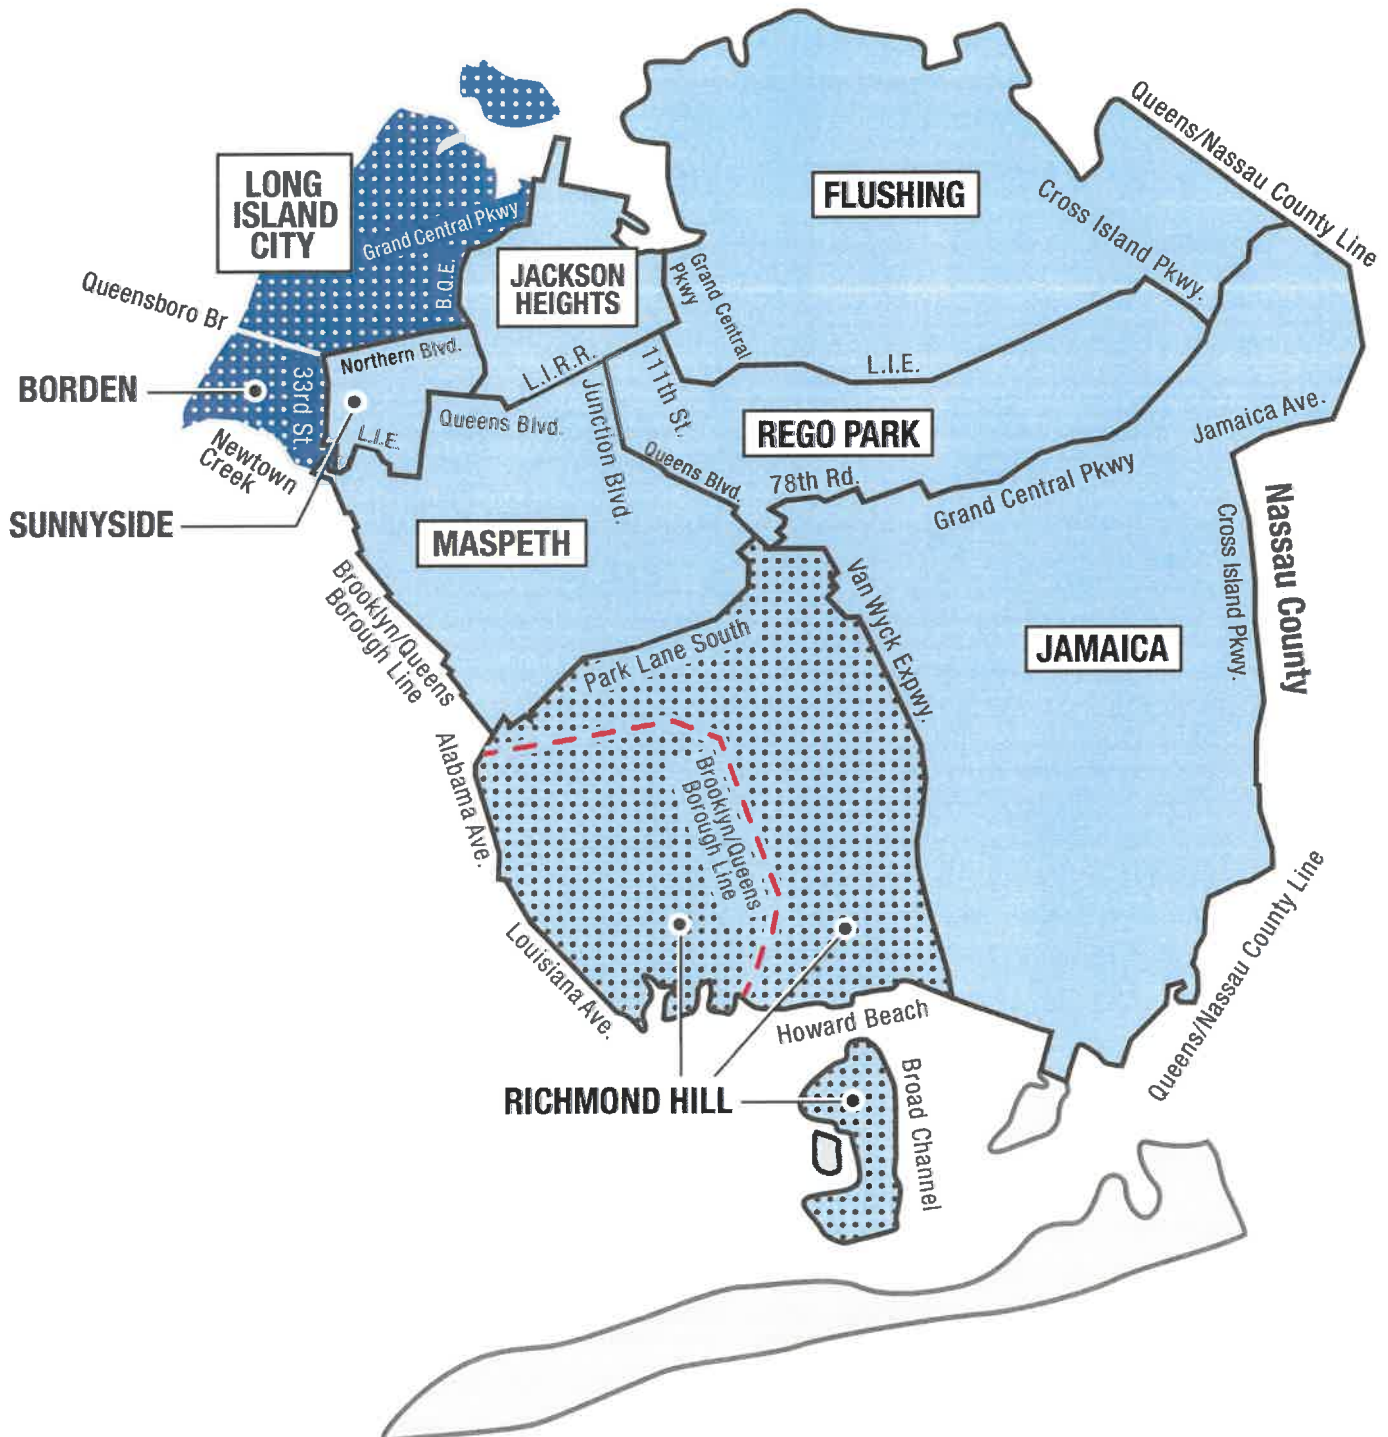 Queens/Nassau County Line
LONG
ISLAND
CITY
FLUSHING
Cross Island Pkwy.
Grand Central Pkwy
B.Q.E.
JACKSON
HEIGHTS
Grand Central
Pkwy
Queensboro Br
Northern Blvd.
L.I.R.R.
111th St.
L.I.E.
BORDEN
33rd St
L.I.E.
Queens Blvd.
Junction Blvd.
REGO PARK
Jamaica Ave.
Newtown
Creek
Queens Blvd.
78th Rd.
Grand Central Pkwy
SUNNYSIDE
MASPETH
Nassau County
Cross Island Pkwy.
Brooklyn/Queens
Borough Line
Van Wyck Expwy.
Park Lane South
JAMAICA
Alabama Ave.
Brooklyn/Queens
Borough Line
Louisiana Ave.
Queens/Nassau County Line
Howard Beach
RICHMOND HILL
Broad Channel